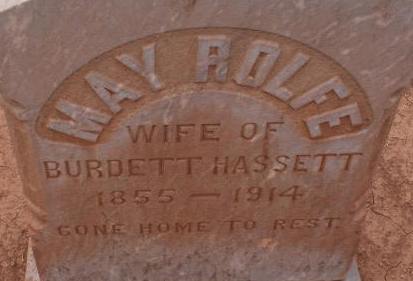 MAY ROLFE
WIFE OF
BURDETT HASSETT
1855 — 1914
GONE HOME TO REST.